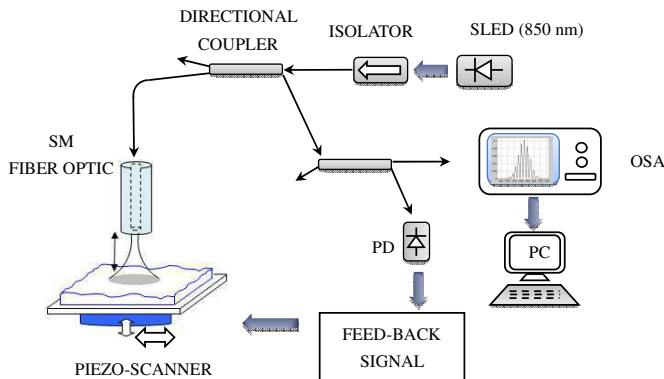 DIRECTIONAL
COUPLER
ISOLATOR
SLED (850 nm)
SM
FIBER OPTIC
OSA
PD
PC
FEED-BACK
SIGNAL
PIEZO-SCANNER